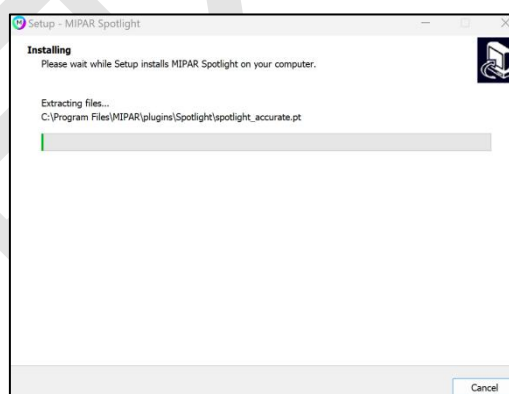 Setup - MIPAR Spotlight
Installing
Please wait while Setup installs MIPAR Spotlight on your computer.
Extracting files...
C:\Program Files\MIPAR\plugins\Spotlight\spotlight_accurate.pt
Cancel